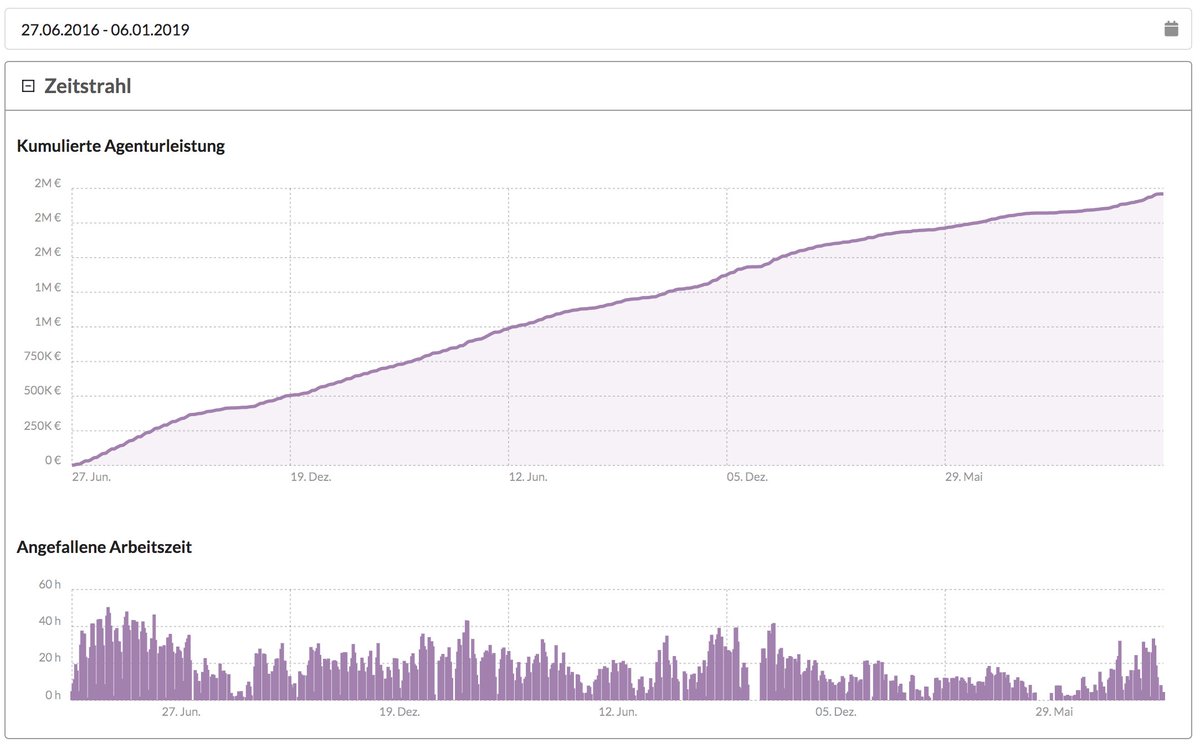 27.06.2016 - 06.01.2019
Zeitstrahl
Kumulierte Agenturleistung
2M €
2M €
2M €
1M €
1M €
750K €
500K €
250K €
0 €
27. Jun.
19. Dez.
12. Jun.
05. Dez.
29. Mai
Angefallene Arbeitszeit
60 h
40 h
20 h
0 h
27. Jun.
19. Dez.
12. Jun.
05. Dez.
29. Mai